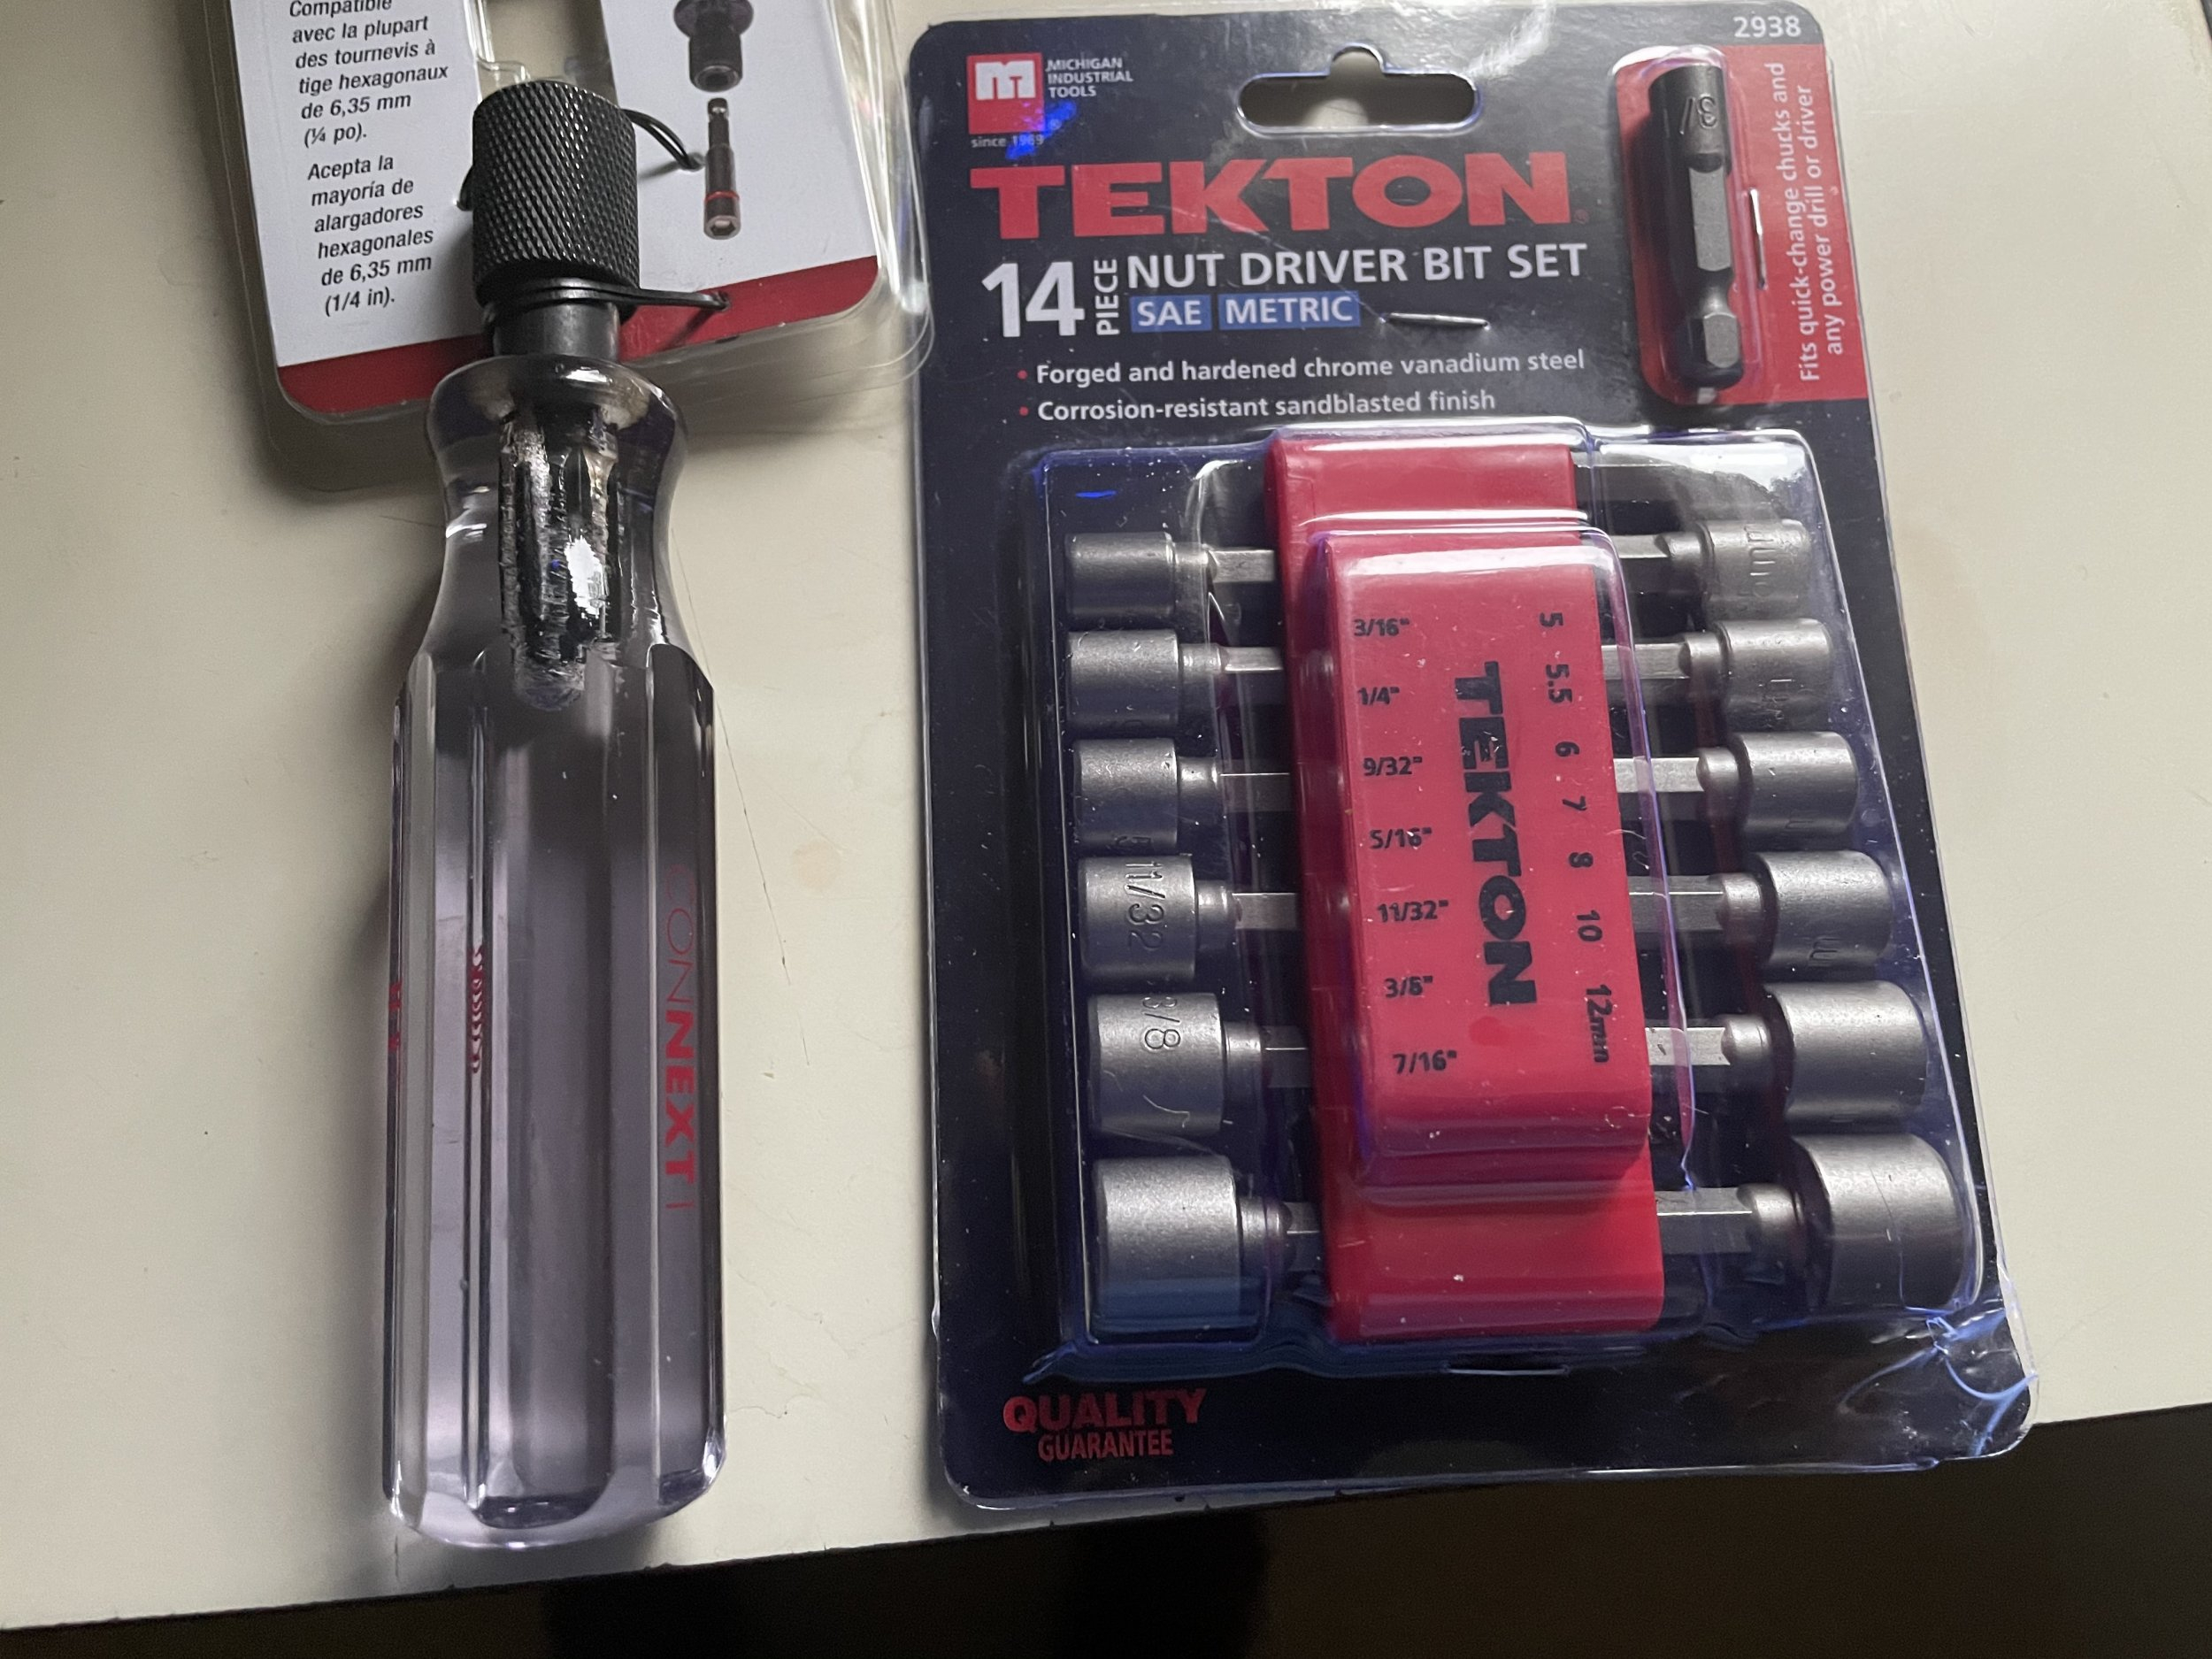 Compatible
avec la plupart
des tournevis à
tige hexagonaux
de 6,35 mm
(¼ po).
Acepta la
mayoría de
alargadores
hexagonales
de 6,35 mm
(1/4 in).
CONNEXT
2938
MICHIGAN
INDUSTRIAL
TOOLS
since 1969
TEKTON®
14 PIECE NUT DRIVER BIT SET
SAE METRIC
• Forged and hardened chrome vanadium steel
• Corrosion-resistant sandblasted finish
Fits quick-change chucks and
any power drill or driver
3/16" 5
1/4" 5.5
9/32" 6
5/16" 7
11/32" 8
3/8" 10
7/16" 12mm
TEKTON
11/32
3/8
QUALITY
GUARANTEE